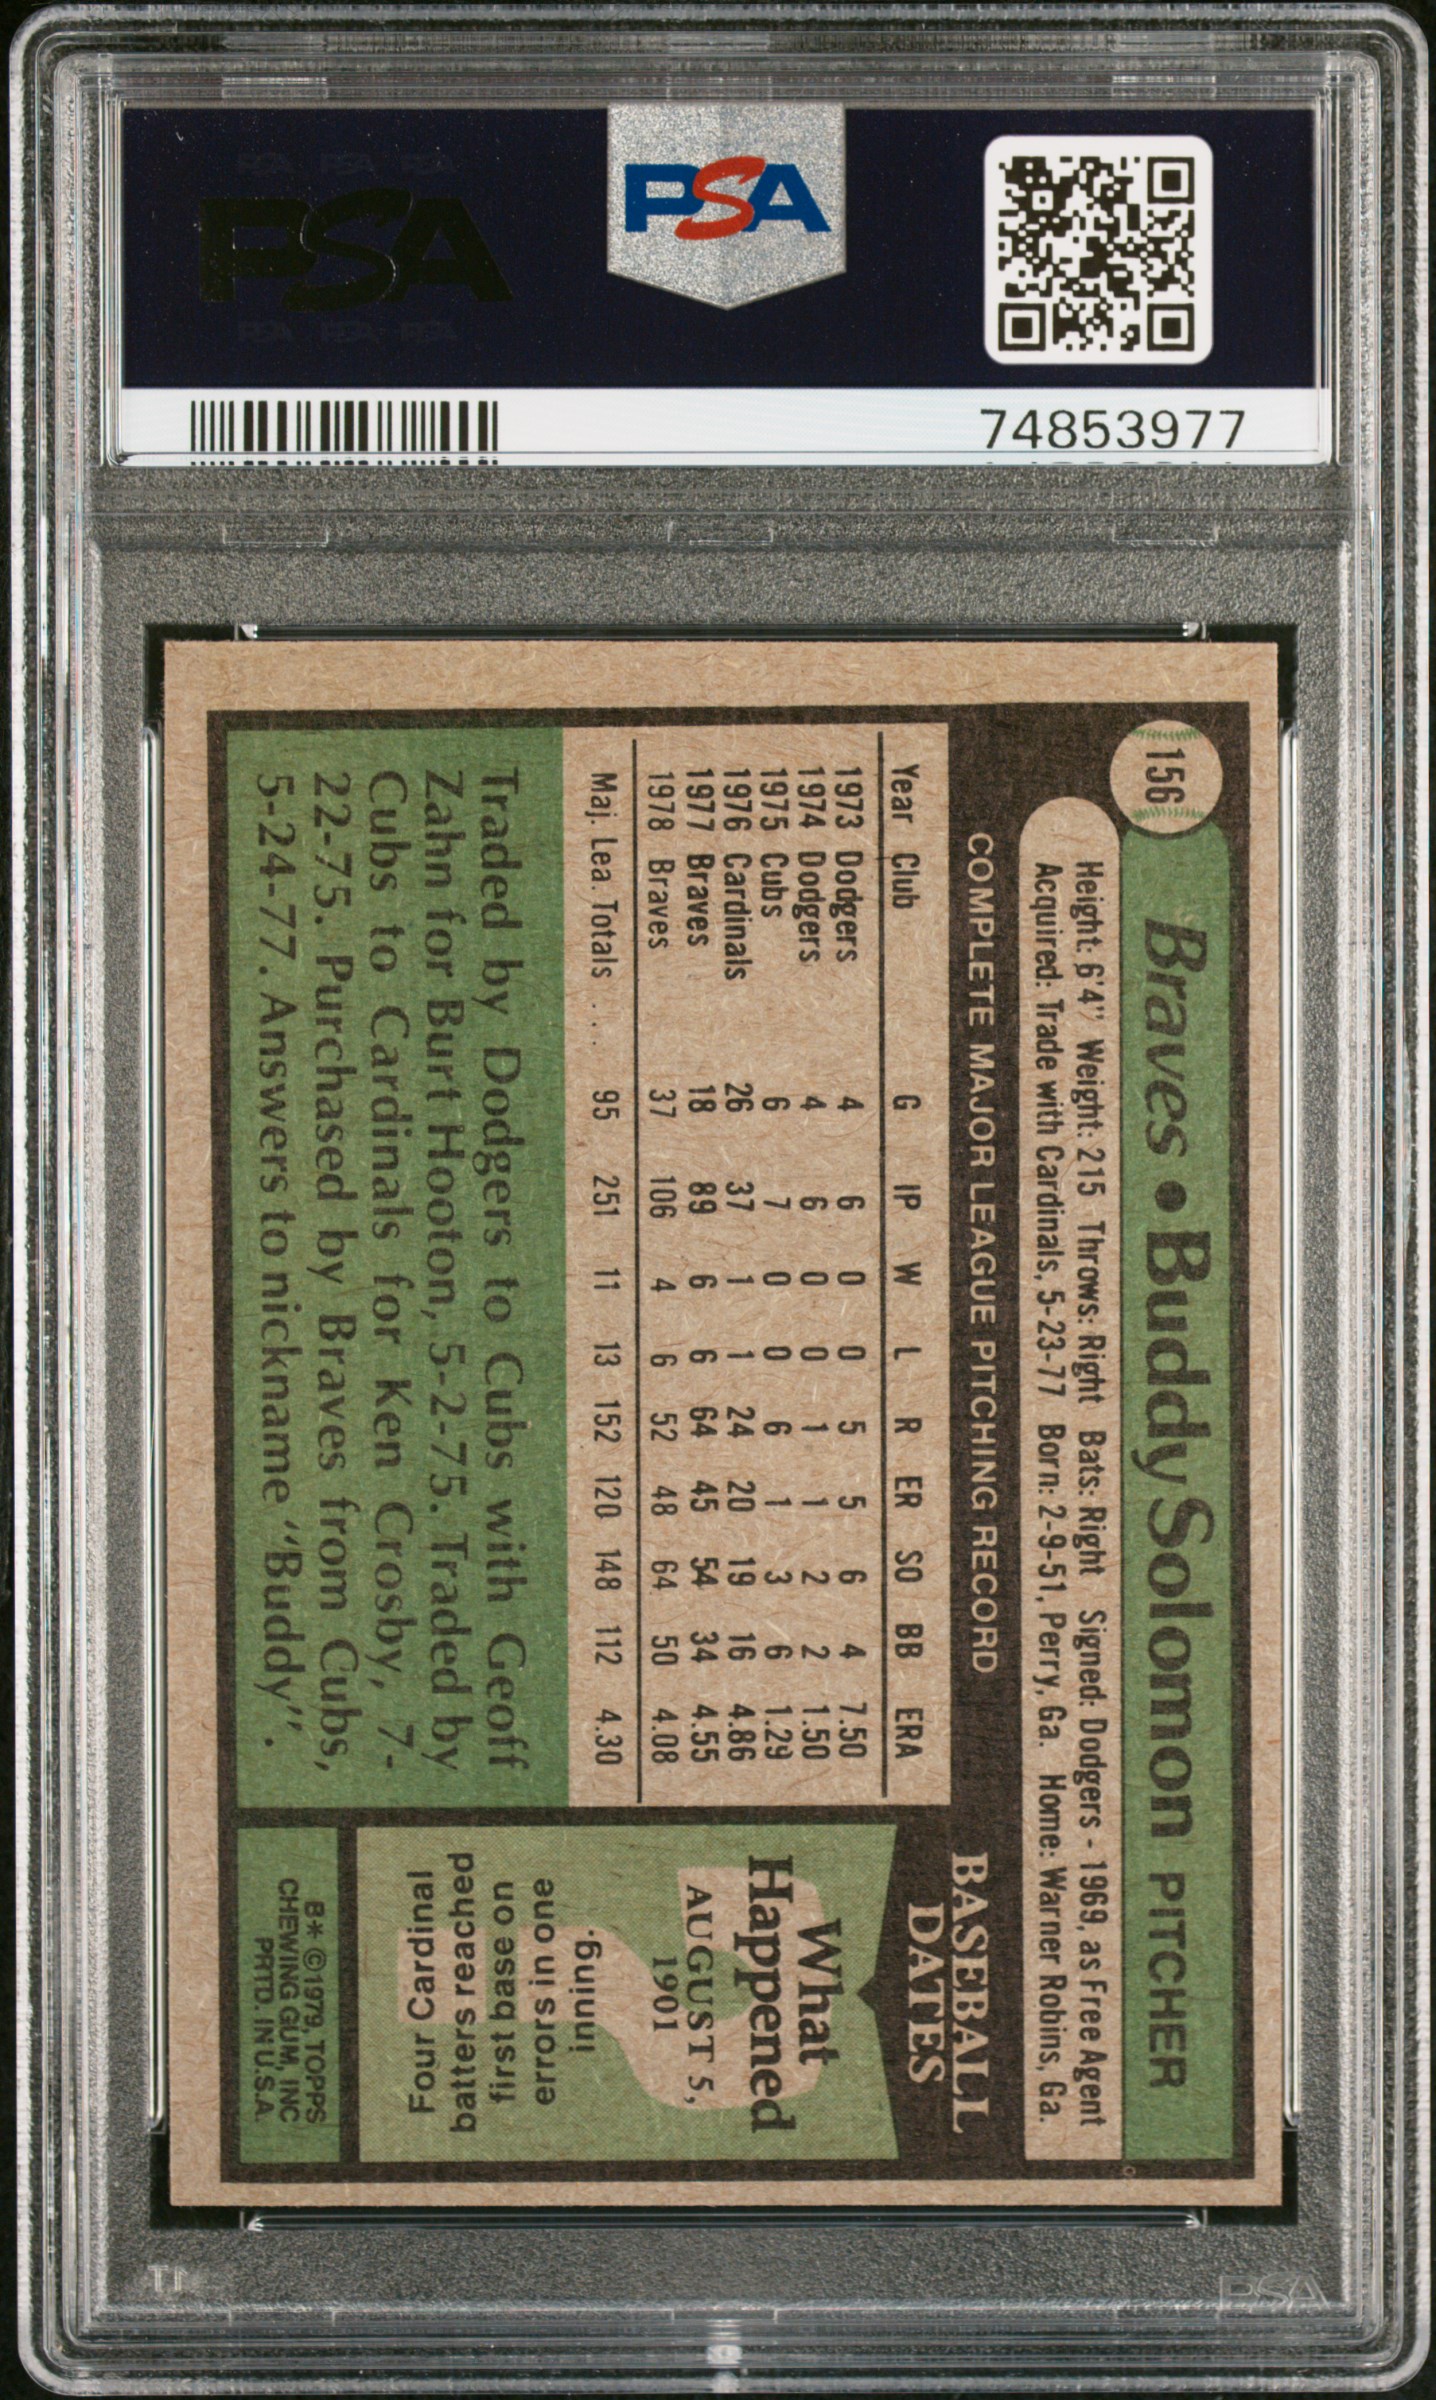 PSA PSA PSA
PSA
PSA PSA PSA
PSA
74853977
156
Braves • Buddy Solomon PITCHER
Height: 6'4" Weight: 215 Throws: Right Bats: Right Signed: Dodgers - 1969, as Free Agent
Acquired: Trade with Cardinals, 5-23-77 Born: 2-9-51, Perry, Ga. Home: Warner Robins, Ga.
COMPLETE MAJOR LEAGUE PITCHING RECORD
Year Club G IP W L R ER SO BB ERA
1973 Dodgers 4 6 0 0 5 5 6 4 7.50
1974 Dodgers 4 6 0 0 1 1 2 2 1.50
1975 Cubs 6 7 0 0 6 1 3 6 1.29
1976 Cardinals 26 37 1 1 24 20 19 16 4.86
1977 Braves 18 89 6 6 64 45 54 34 4.55
1978 Braves 37 106 4 6 52 48 64 50 4.08
Maj. Lea. Totals ... 95 251 11 13 152 120 148 112 4.30
Traded by Dodgers to Cubs with Geoff
Zahn for Burt Hooton, 5-2-75. Traded by
Cubs to Cardinals for Ken Crosby, 7-
22-75. Purchased by Braves from Cubs,
5-24-77. Answers to nickname "Buddy".
BASEBALL
DATES
What
Happened
AUGUST 5,
1901
Four Cardinal
batters reached
first base on
errors in one
inning.
B* ©1979, TOPPS
CHEWING GUM, INC
PRTD. IN U.S.A.
PSA